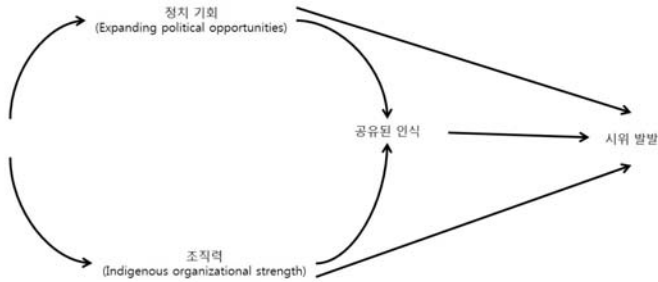 정치 기회
(Expanding political opportunities)
공유된 인식
시위 발발
조직력
(Indigenous organizational strength)